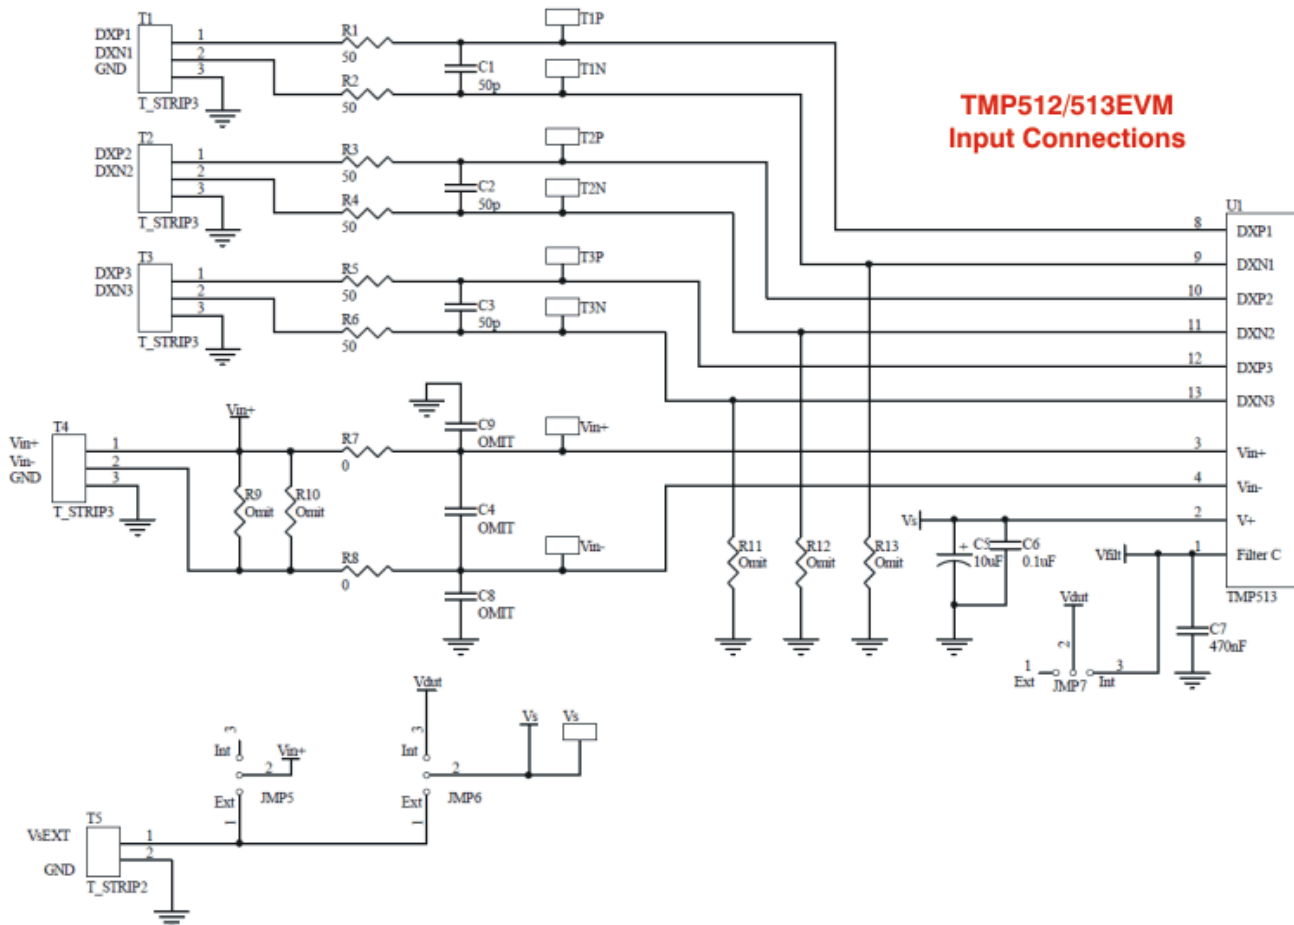 T1
DXP1
DXN1
GND
1
2
3
T_STRIP3
R1
50
R2
50
C1
50p
T1P
T1N
TMP512/513EVM
Input Connections
T2
DXP2
DXN2
1
2
3
T_STRIP3
R3
50
R4
50
C2
50p
T2P
T2N
T3
DXP3
DXN3
1
2
3
T_STRIP3
R5
50
R6
50
C3
50p
T3P
T3N
U1
8 DXP1
9 DXN1
10 DXP2
11 DXN2
12 DXP3
13 DXN3
3 Vin+
4 Vin-
2 V+
1 Filter C
TMP513
T4
Vin+
Vin-
GND
1
2
3
T_STRIP3
Vin+
R9
Omit
R10
Omit
R7
0
R8
0
C9
OMIT
C4
OMIT
C8
OMIT
Vin+
Vin-
R11
Omit
R12
Omit
R13
Omit
Vs
+
C5
10uF
C6
0.1uF
Vfilt
Vdut
2
1
Ext
JMP7
3
Int
C7
470nF
3
Int
Vin+
2
JMP5
Ext
1
Vdut
3
Int
2
JMP6
Ext
1
Vs
Vs
T5
VsEXT
GND
1
2
T_STRIP2